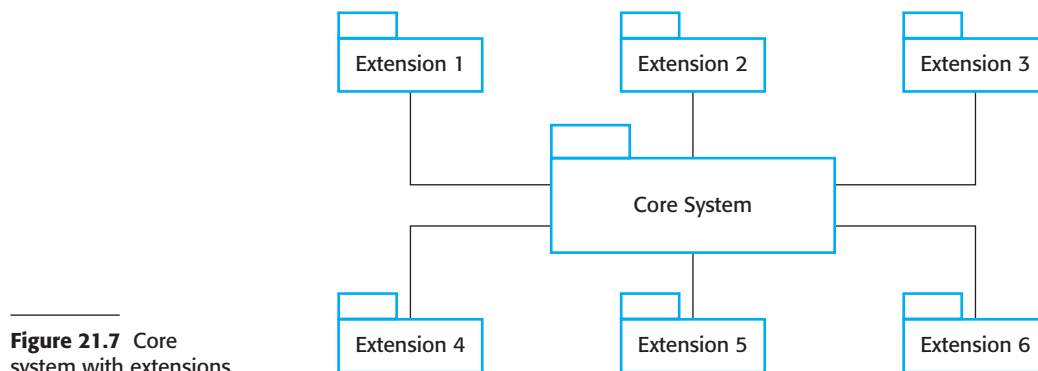 Extension 1
Extension 2
Extension 3
Core System
Extension 4
Extension 5
Extension 6
Figure 21.7 Core
system with extensions